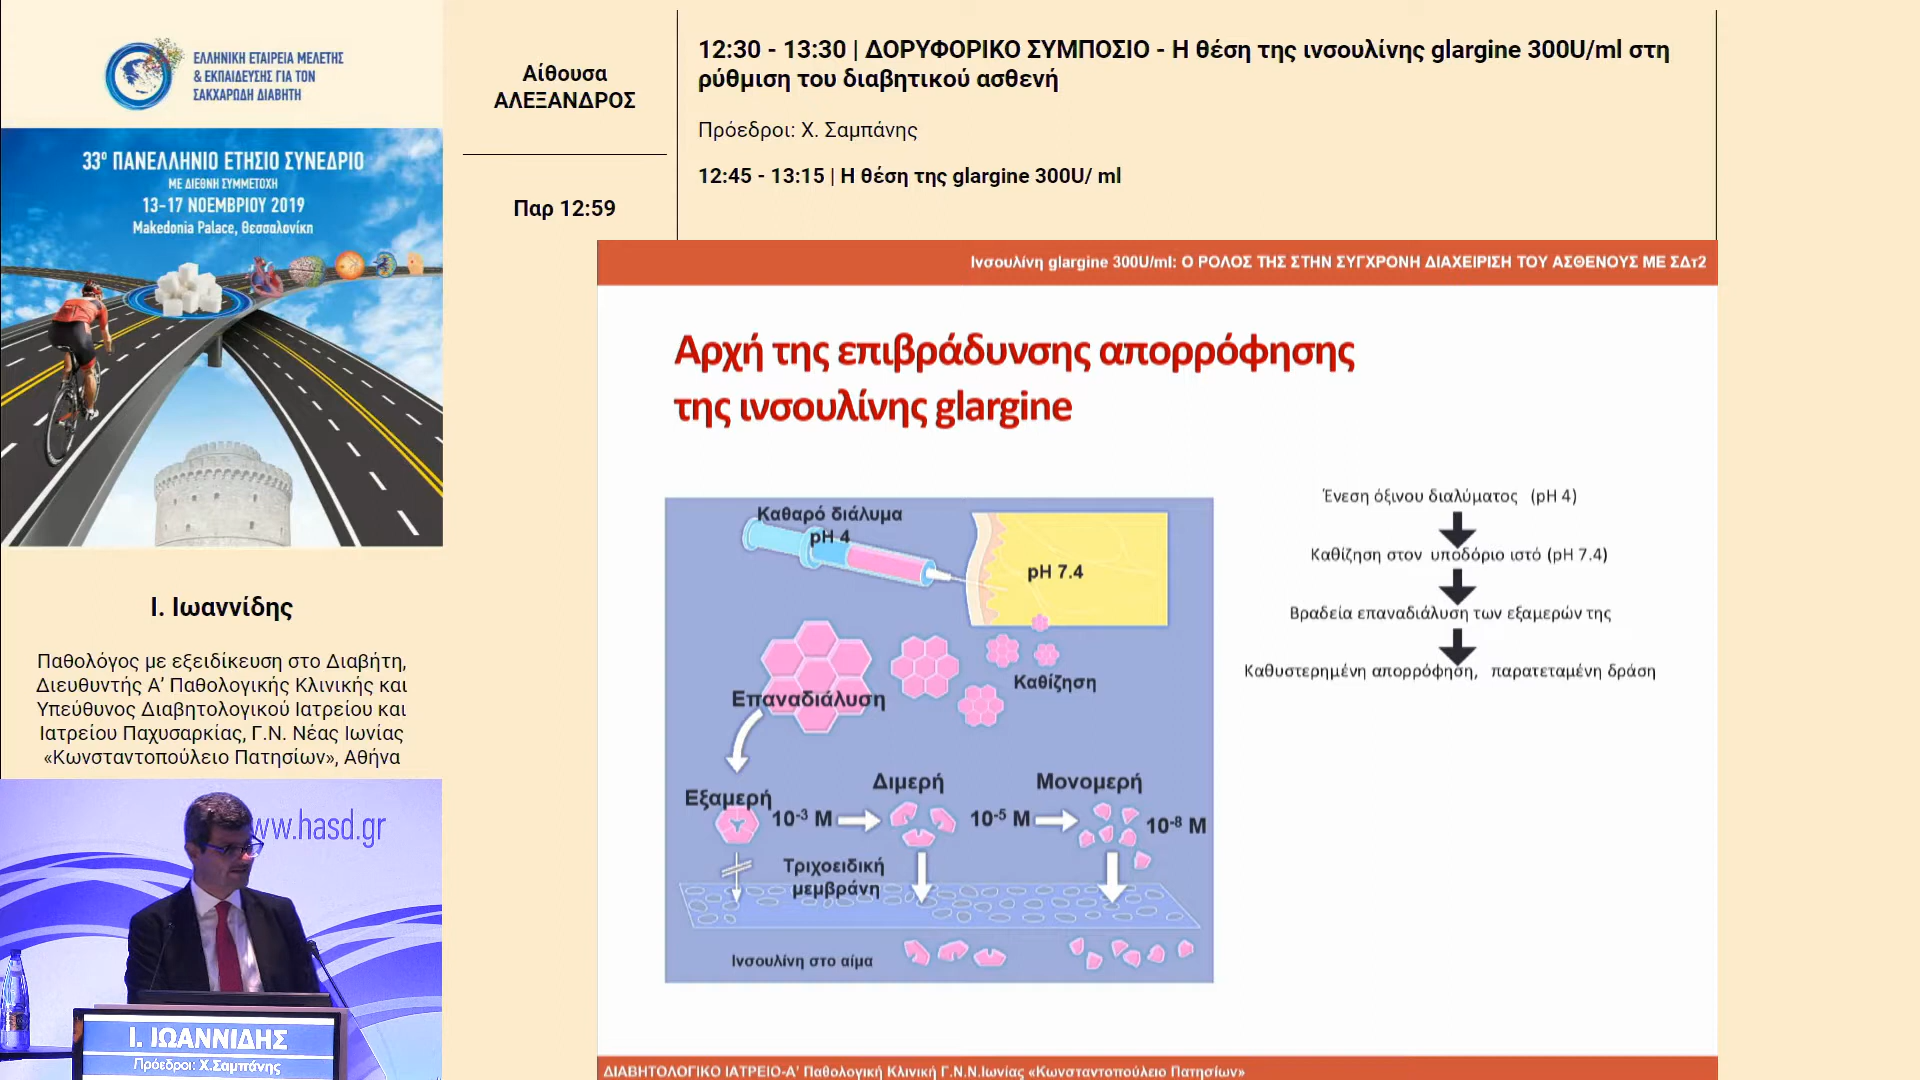 ΕΛΛΗΝΙΚΗ ΕΤΑΙΡΕΙΑ ΜΕΛΕΤΗΣ
& ΕΚΠΑΙΔΕΥΣΗΣ ΓΙΑ ΤΟΝ
ΣΑΚΧΑΡΩΔΗ ΔΙΑΒΗΤΗ
33ο ΠΑΝΕΛΛΗΝΙΟ ΕΤΗΣΙΟ ΣΥΝΕΔΡΙΟ
ΜΕ ΔΙΕΘΝΗ ΣΥΜΜΕΤΟΧΗ
13-17 ΝΟΕΜΒΡΙΟΥ 2019
Makedonia Palace, Θεσσαλονίκη
Αίθουσα
ΑΛΕΞΑΝΔΡΟΣ
Παρ 12:59
12:30 - 13:30 | ΔΟΡΥΦΟΡΙΚΟ ΣΥΜΠΟΣΙΟ - Η θέση της ινσουλίνης glargine 300U/ml στη
ρύθμιση του διαβητικού ασθενή
Πρόεδροι: Χ. Σαμπάνης
12:45 - 13:15 | Η θέση της glargine 300U/ ml
Ι. Ιωαννίδης
Παθολόγος με εξειδίκευση στο Διαβήτη,
Διευθυντής Α’ Παθολογικής Κλινικής και
Υπεύθυνος Διαβητολογικού Ιατρείου και
Ιατρείου Παχυσαρκίας, Γ.Ν. Νέας Ιωνίας
«Κωνσταντοπούλειο Πατησίων», Αθήνα
ww.hasd.gr
Ι. ΙΩΑΝΝΙΔΗΣ
Πρόεδροι: Χ.Σαμπάνης
Ινσουλίνη glargine 300U/ml: Ο ΡΟΛΟΣ ΤΗΣ ΣΤΗΝ ΣΥΓΧΡΟΝΗ ΔΙΑΧΕΙΡΙΣΗ ΤΟΥ ΑΣΘΕΝΟΥΣ ΜΕ ΣΔτ2
Αρχή της επιβράδυνσης απορρόφησης
της ινσουλίνης glargine
Καθαρό διάλυμα
pH 4
pH 7.4
Καθίζηση
Επαναδιάλυση
Εξαμερή
10-3 M
Διμερή
10-5 M
Μονομερή
10-8 M
Τριχοειδική
μεμβράνη
Ινσουλίνη στο αίμα
Ένεση όξινου διαλύματος (pH 4)
Καθίζηση στον υποδόριο ιστό (pH 7.4)
Βραδεία επαναδιάλυση των εξαμερών της
Καθυστερημένη απορρόφηση, παρατεταμένη δράση
ΔΙΑΒΗΤΟΛΟΓΙΚΟ ΙΑΤΡΕΙΟ-Α’ Παθολογική Κλινική Γ.Ν.Ν.Ιωνίας «Κωνσταντοπούλειο Πατησίων»